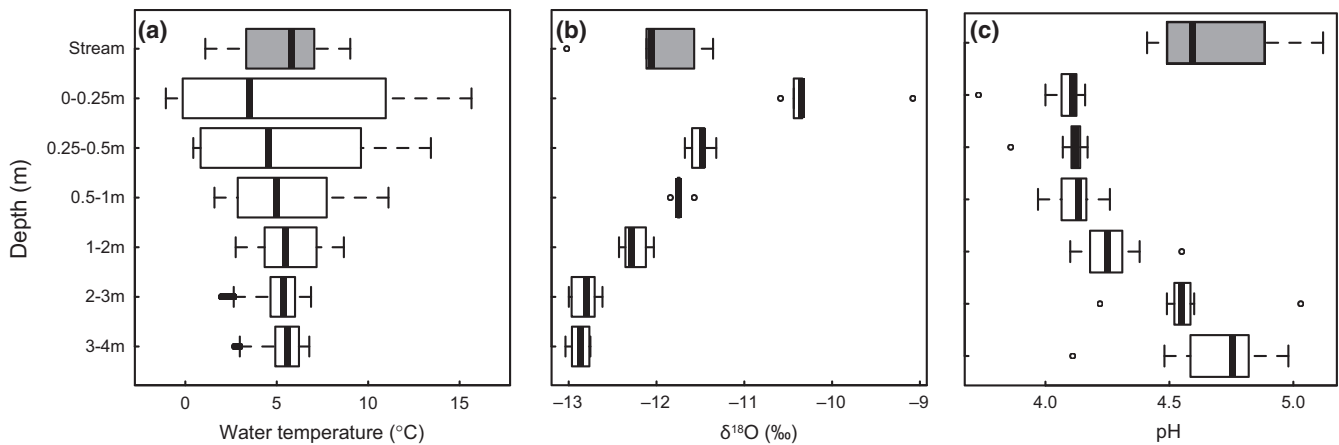 (a)
(b)
(c)
Depth (m)
Stream
0-0.25m
0.25-0.5m
0.5-1m
1-2m
2-3m
3-4m
0 5 10 15
Water temperature (°C)
–13 –12 –11 –10 –9
δ¹⁸O (‰)
4.0 4.5 5.0
pH